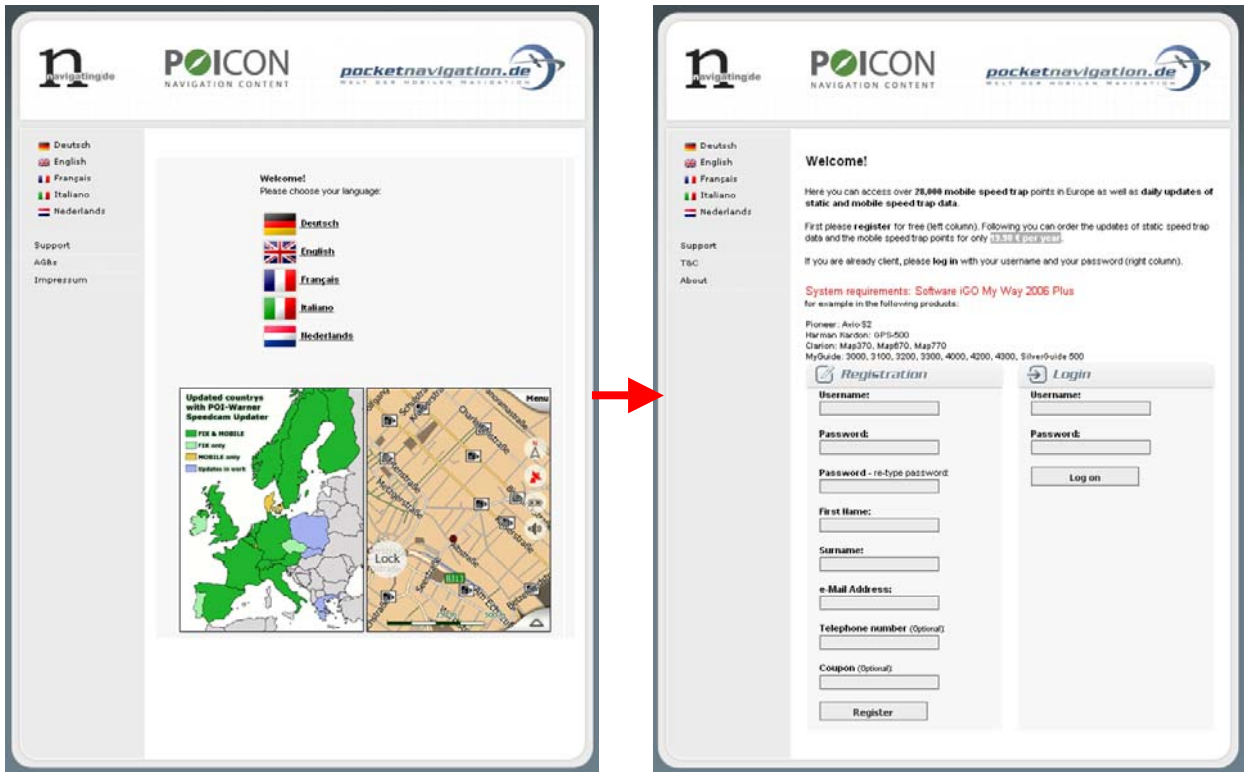 navigating.de
POICON
NAVIGATION CONTENT
pocketnavigation.de
WELT DER MOBILEN NAVIGATION
Deutsch
English
Français
Italiano
Nederlands
Support
AGBs
Impressum
Welcome!
Please choose your language:
Deutsch
English
Français
Italiano
Nederlands
Updated countrys
with POI-Warner
Speedcam Updater
FIX & MOBILE
FIX only
MOBILE only
Updates in work
Menu
Lock
B313
navigating.de
POICON
NAVIGATION CONTENT
pocketnavigation.de
WELT DER MOBILEN NAVIGATION
Deutsch
English
Français
Italiano
Nederlands
Support
T&C
About
Welcome!
Here you can access over 28,000 mobile speed trap points in Europe as well as daily updates of
static and mobile speed trap data.
First please register for free (left column). Following you can order the updates of static speed trap
data and the mobile speed trap points for only € per year.
If you are already client, please log in with your username and your password (right column).
System requirements: Software iGO My Way 2006 Plus
for example in the following products:
Pioneer: Avic-S2
Harman Kardon: GPS-500
Clarion: Map370, Map670, Map770
MyGuide: 3000, 3100, 3200, 3300, 4000, 4200, 4300, SilverGuide 500
Registration
Username:
Password:
Password - re-type password:
First Name:
Surname:
e-Mail Address:
Telephone number (Optional):
Coupon (Optional):
Register
Login
Username:
Password:
Log on